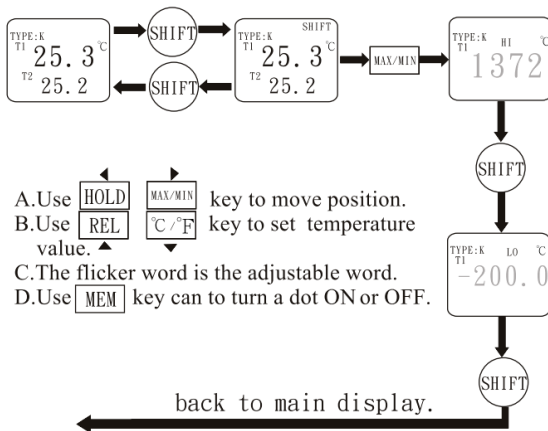 SHIFT
TYPE:K
T1 25.3 ℃
T2 25.2
SHIFT
SHIFT
TYPE:K
T1 25.3 ℃
T2 25.2
MAX/MIN
TYPE:K HI ℃
T1
1372
SHIFT
A.Use HOLD MAX/MIN key to move position.
B.Use REL ℃/℉ key to set temperature
value.
C.The flicker word is the adjustable word.
D.Use MEM key can to turn a dot ON or OFF.
TYPE:K LO ℃
T1
-200.0
SHIFT
back to main display.